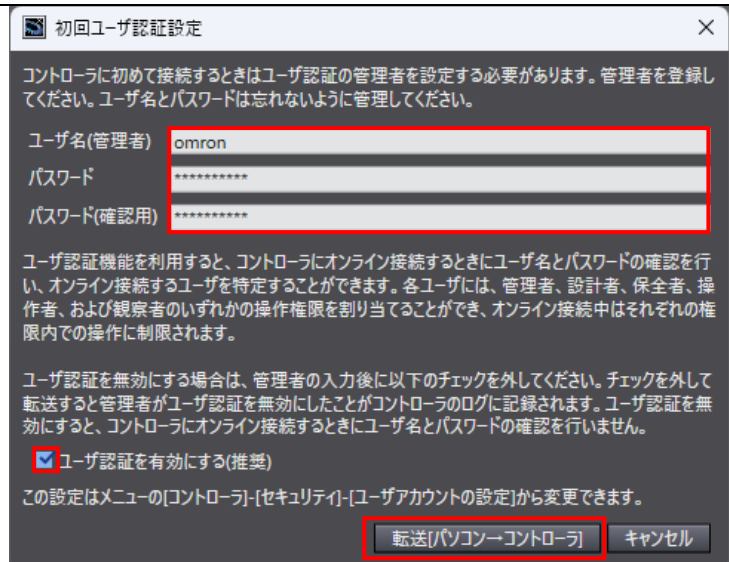 初回ユーザ認証設定
コントローラに初めて接続するときはユーザ認証の管理者を設定する必要があります。管理者を登録し
てください。ユーザ名とパスワードは忘れないように管理してください。
ユーザ名(管理者) omron
パスワード **********
パスワード(確認用) **********
ユーザ認証機能を利用すると、コントローラにオンライン接続するときにユーザ名とパスワードの確認を行
い、オンライン接続するユーザを特定することができます。各ユーザには、管理者、設計者、保全者、操
作者、および観察者のいずれかの操作権限を割り当てることができ、オンライン接続中はそれぞれの権
限内での操作に制限されます。
ユーザ認証を無効にする場合は、管理者の入力後に以下のチェックを外してください。チェックを外して
転送すると管理者がユーザ認証を無効にしたことがコントローラのログに記録されます。ユーザ認証を無
効にすると、コントローラにオンライン接続するときにユーザ名とパスワードの確認を行いません。
ユーザ認証を有効にする(推奨)
この設定はメニューの[コントローラ]-[セキュリティ]-[ユーザアカウントの設定]から変更できます。
転送[パソコン→コントローラ] キャンセル